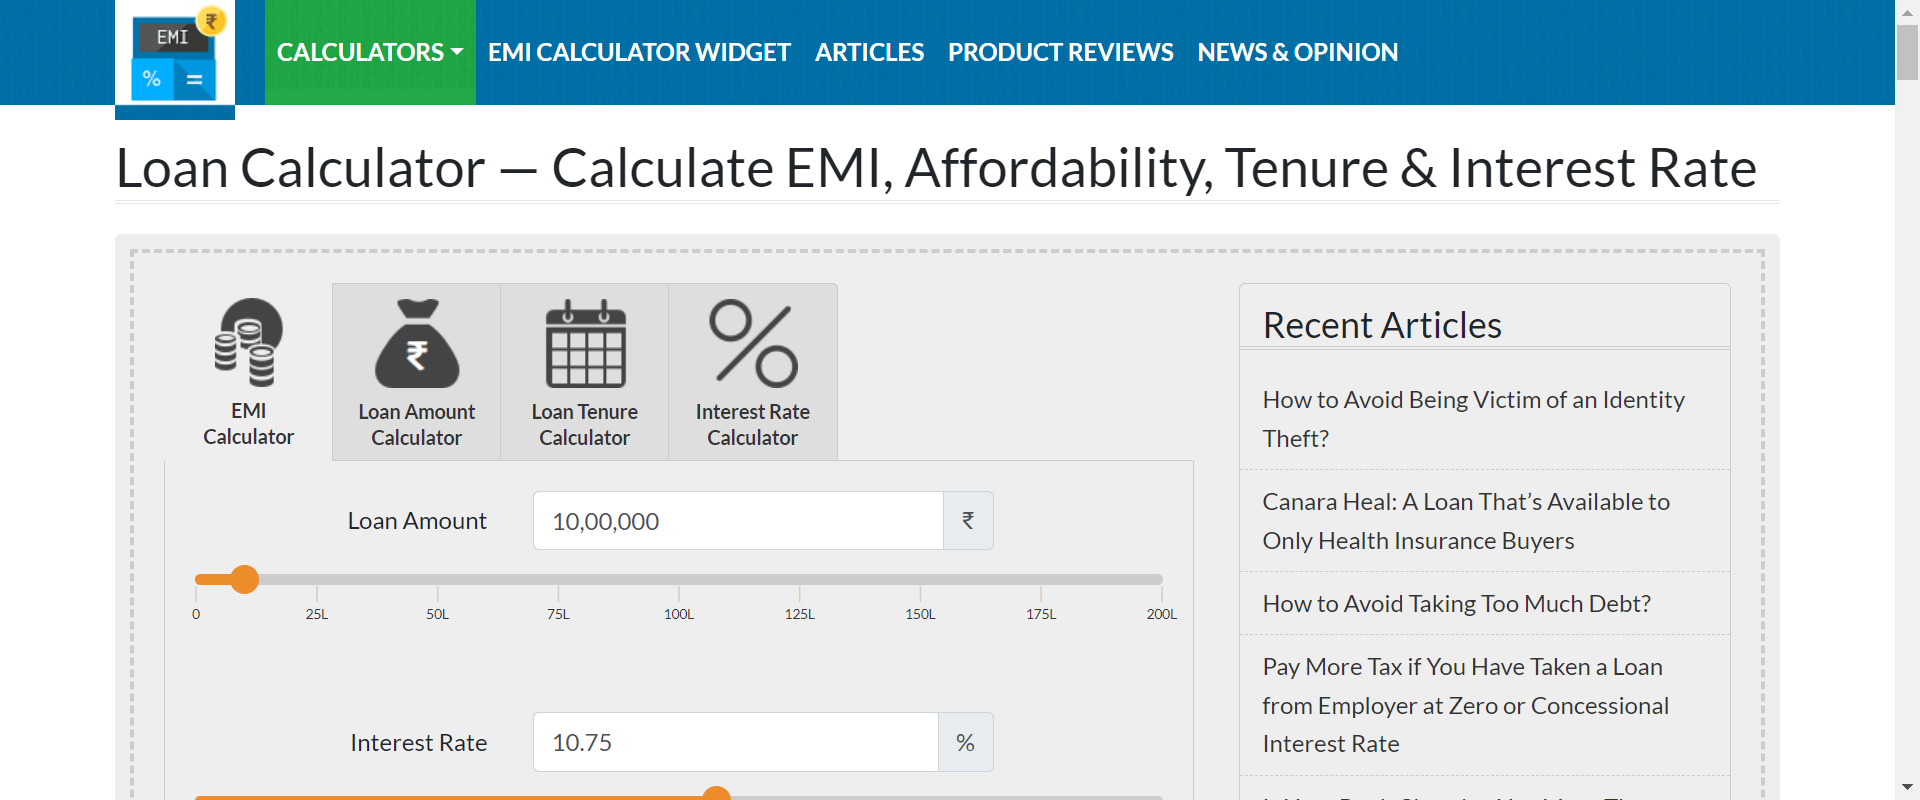 EMI
₹
%
=
CALCULATORS
EMI CALCULATOR WIDGET
ARTICLES
PRODUCT REVIEWS
NEWS & OPINION
Loan Calculator — Calculate EMI, Affordability, Tenure & Interest Rate
EMI
Calculator
₹
Loan Amount
Calculator
Loan Tenure
Calculator
Interest Rate
Calculator
Loan Amount
10,00,000
₹
0
25L
50L
75L
100L
125L
150L
175L
200L
Interest Rate
10.75
%
Recent Articles
How to Avoid Being Victim of an Identity
Theft?
Canara Heal: A Loan That’s Available to
Only Health Insurance Buyers
How to Avoid Taking Too Much Debt?
Pay More Tax if You Have Taken a Loan
from Employer at Zero or Concessional
Interest Rate